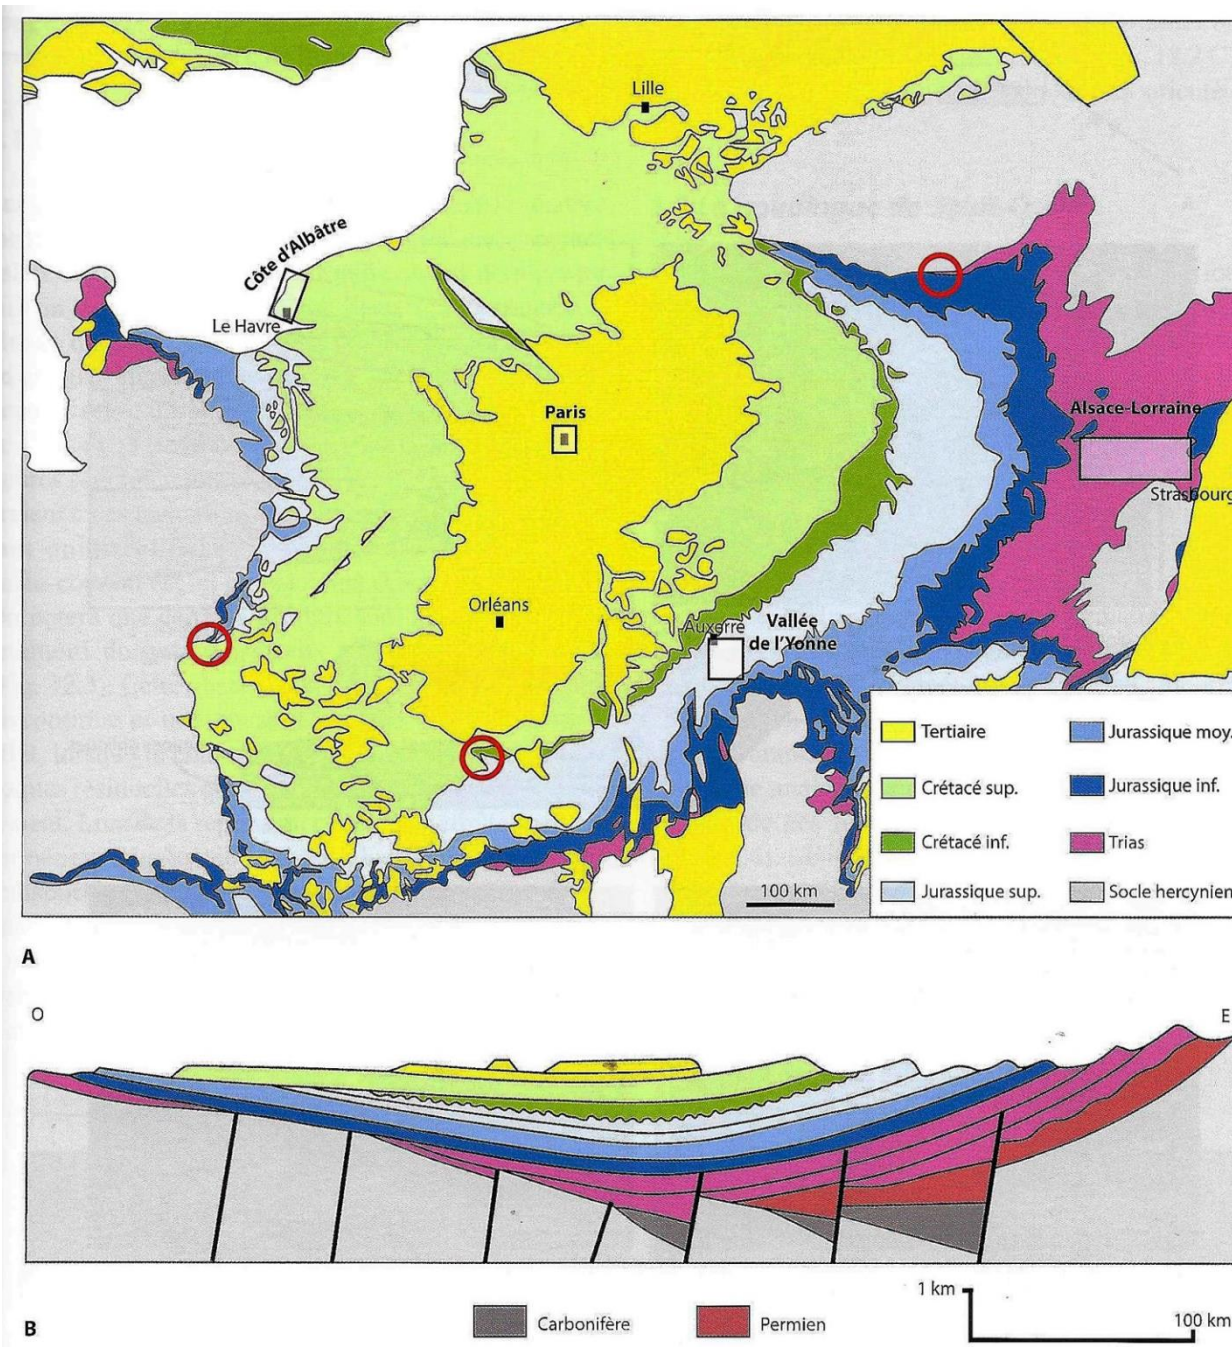 Lille
Côte d'Albâtre
Le Havre
Paris
Alsace-Lorraine
Strasbourg
Orléans
Auxerre
Vallée
de l'Yonne
Tertiaire
Jurassique moy.
Crétacé sup.
Jurassique inf.
Crétacé inf.
Trias
Jurassique sup.
Socle hercynien
100 km
A
O
E
1 km
100 km
Carbonifère
Permien
B